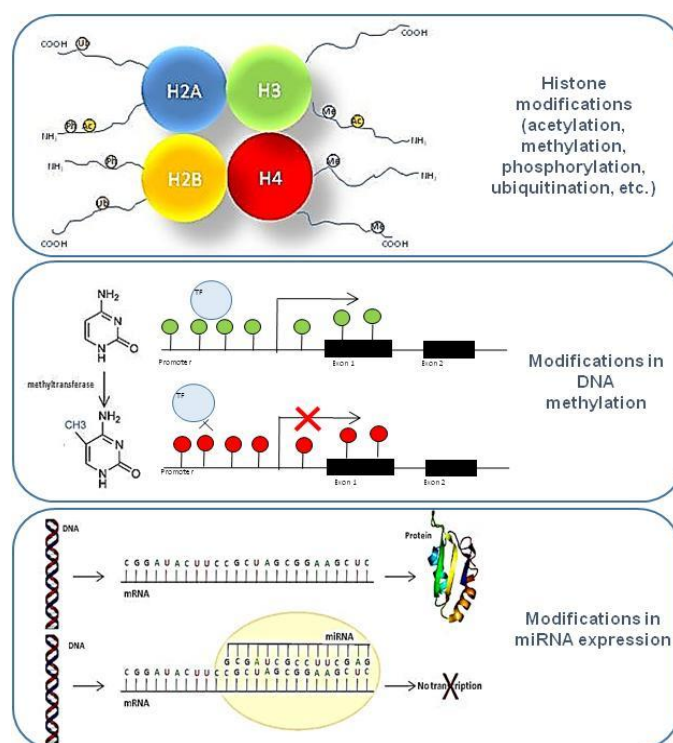 COOH
Ub
COOH
H2A
H3
Me
Ac
Ph
Ac
NH2
NH2
Ph
Me
NH2
NH2
H2B
H4
Ub
Me
COOH
COOH
Histone
modifications
(acetylation,
methylation,
phosphorylation,
ubiquitination, etc.)
NH2
N
N
H
O
methyltransferase
CH3
NH2
N
N
H
O
TF
Promoter
Exon 1
Exon 2
TF
Promoter
Exon 1
Exon 2
Modifications in
DNA
methylation
DNA
C G G A U A C U U C C G C U A G C G G A A G C U C
mRNA
Protein
DNA
miRNA
G C G A U C G C C U U C G A G
C G G A U A C U U C C G C U A G C G G A A G C U C
mRNA
No transcription
Modifications in
miRNA expression